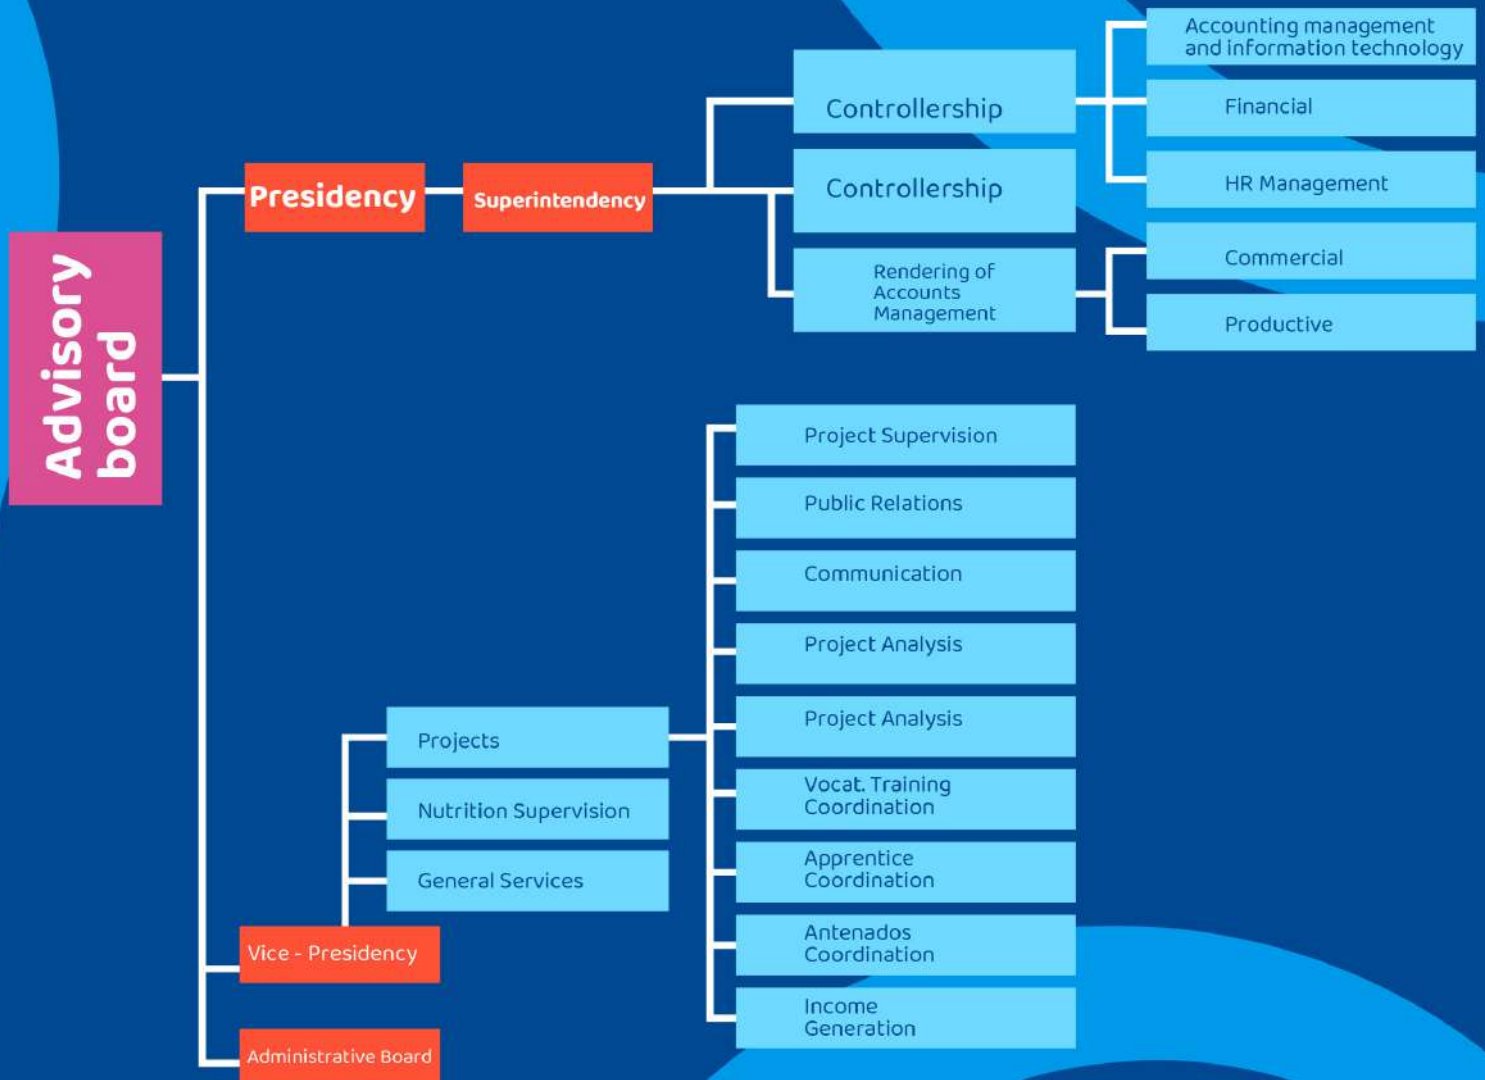 Advisory
board
Presidency
Superintendency
Controllership
Controllership
Rendering of
Accounts
Management
Accounting management
and information technology
Financial
HR Management
Commercial
Productive
Projects
Nutrition Supervision
General Services
Vice - Presidency
Administrative Board
Project Supervision
Public Relations
Communication
Project Analysis
Project Analysis
Vocat. Training
Coordination
Apprentice
Coordination
Antenados
Coordination
Income
Generation